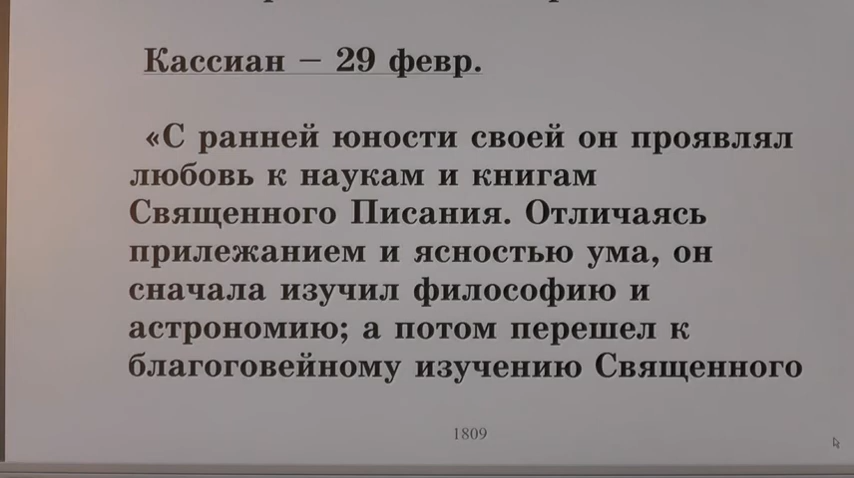 Кассиан – 29 февр.
«С ранней юности своей он проявлял
любовь к наукам и книгам
Священного Писания. Отличаясь
прилежанием и ясностью ума, он
сначала изучил философию и
астрономию; а потом перешел к
благоговейному изучению Священного
1809